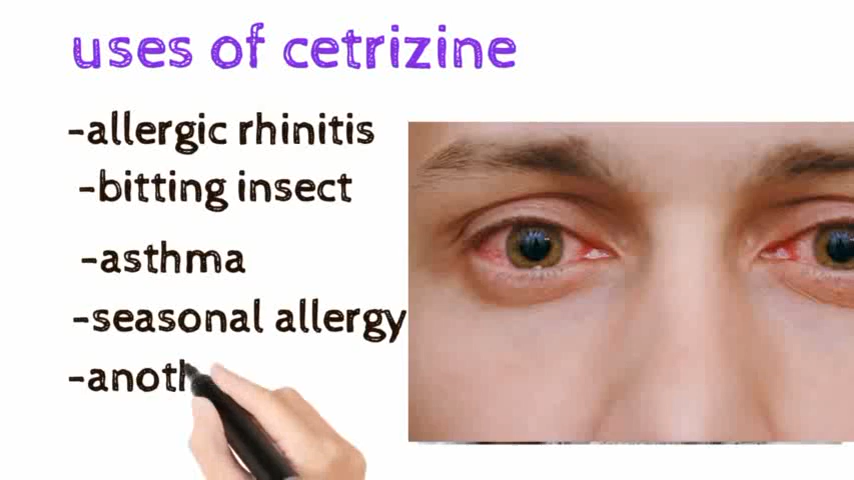 uses of cetrizine
-allergic rhinitis
-bitting insect
-asthma
-seasonal allergy
-anoth